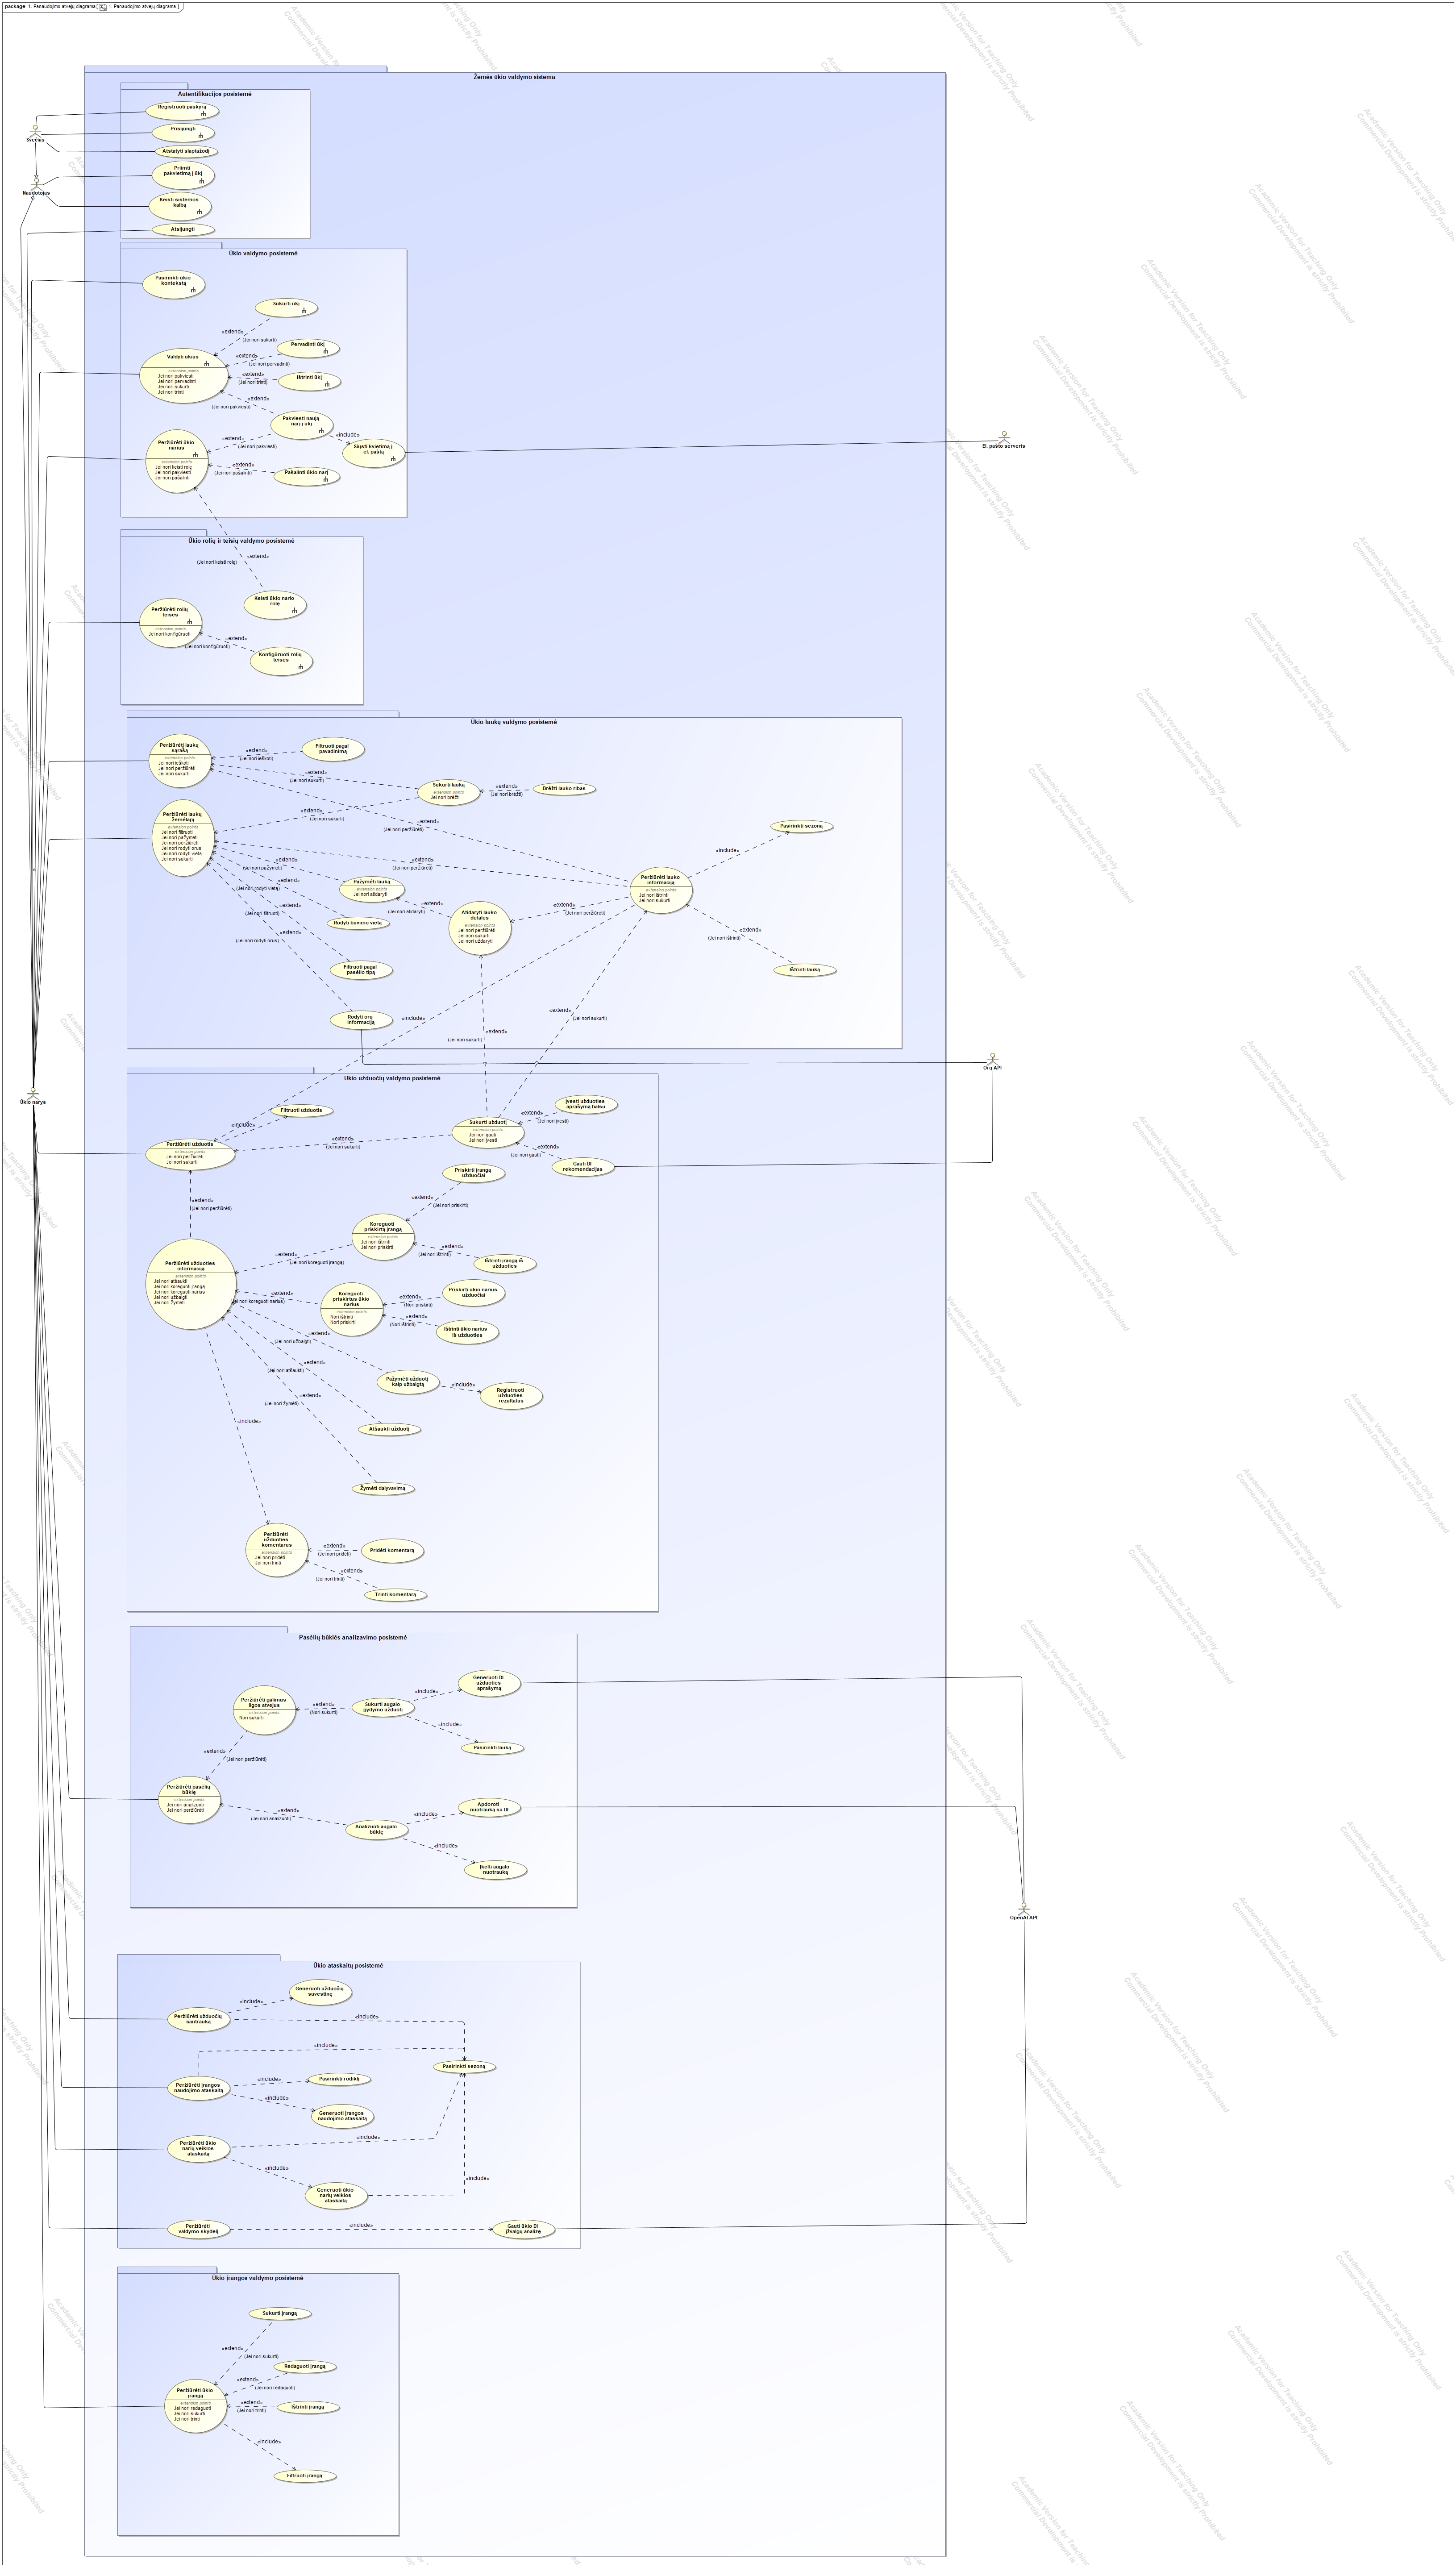 package 1. Panaudojimo atvejų diagrama [ 1. Panaudojimo atvejų diagrama ]
Žemės ūkio valdymo sistema
Autentifikacijos posistemė
Registruoti paskyrą
Prisijungti
Svečias
Atstatyti slaptažodį
Priimti
pakvietimą į ūkį
Naudotojas
Keisti sistemos
kalbą
Atsijungti
Ūkio valdymo posistemė
Pasirinkti ūkio
kontekstą
Sukurti ūkį
«extend»
(Jei nori sukurti)
Pervadinti ūkį
«extend»
(Jei nori pervadinti)
Valdyti ūkius
extension points
Jei nori pakviesti
Jei nori pervadinti
Jei nori sukurti
Jei nori trinti
Ištrinti ūkį
«extend»
(Jei nori trinti)
«extend»
(Jei nori pakviesti)
Pakviesti naują
narį į ūkį
«include»
Siųsti kvietimą į
el. paštą
El. pašto serveris
Peržiūrėti ūkio
narius
extension points
Jei nori keisti rolę
Jei nori pakviesti
Jei nori pašalinti
«extend»
(Jei nori pakviesti)
«extend»
(Jei nori pašalinti)
Pašalinti ūkio narį
Ūkio rolių ir teisių valdymo posistemė
«extend»
(Jei nori keisti rolę)
Keisti ūkio nario
rolę
Peržiūrėti rolių
teises
extension points
Jei nori konfigūruoti
«extend»
(Jei nori konfigūruoti)
Konfigūruoti rolių
teises
Ūkio laukų valdymo posistemė
Peržiūrėtį laukų
sąrašą
extension points
Jei nori ieškoti
Jei nori peržiūrėti
Jei nori sukurti
«extend»
(Jei nori ieškoti)
Filtruoti pagal
pavadinimą
«extend»
(Jei nori sukurti)
Sukurti lauką
extension points
Jei nori brėžti
«extend»
(Jei nori brėžti)
Brėžti lauko ribas
Peržiūrėti laukų
žemėlapį
extension points
Jei nori filtruoti
Jei nori pažymėti
Jei nori peržiūrėti
Jei nori rodyti orus
Jei nori rodyti vietą
Jei nori sukurti
«extend»
(Jei nori sukurti)
«extend»
(Jei nori peržiūrėti)
Pasirinkti sezoną
«include»
«extend»
(Jei nori peržiūrėti)
«extend»
(Jei nori pažymėti)
Pažymėti lauką
extension points
Jei nori atidaryti
Peržiūrėti lauko
informaciją
extension points
Jei nori ištrinti
Jei nori sukurti
«extend»
(Jei nori rodyti vietą)
Rodyti buvimo vietą
«extend»
(Jei nori atidaryti)
Atidaryti lauko
detales
extension points
Jei nori peržiūrėti
Jei nori sukurti
Jei nori uždaryti
«extend»
(Jei nori peržiūrėti)
«extend»
(Jei nori filtruoti)
«extend»
(Jei nori rodyti orus)
«extend»
(Jei nori ištrinti)
Ištrinti lauką
Filtruoti pagal
pasėlio tipą
Rodyti orų
informaciją
«include»
«extend»
(Jei nori sukurti)
«extend»
(Jei nori sukurti)
Orų API
Ūkio narys
Ūkio užduočių valdymo posistemė
Filtruoti užduotis
«include»
Įvesti užduoties
aprašymą balsu
«extend»
(Jei nori įvesti)
Sukurti užduotį
extension points
Jei nori gauti
Jei nori įvesti
Peržiūrėti užduotis
extension points
Jei nori peržiūrėti
Jei nori sukurti
«extend»
(Jei nori sukurti)
«extend»
(Jei nori gauti)
Gauti DI
rekomendacijas
Priskirti įrangą
užduočiai
«extend»
(Jei nori peržiūrėti)
«extend»
(Jei nori priskirti)
Koreguoti
priskirtą įrangą
extension points
Jei nori ištrinti
Jei nori priskirti
«extend»
(Jei nori ištrinti)
Ištrinti įrangą iš
užduoties
Peržiūrėti užduoties
informaciją
extension points
Jei nori atšaukti
Jei nori koreguoti įrangą
Jei nori koreguoti narius
Jei nori užbaigti
Jei nori žymėti
«extend»
(Jei nori koreguoti įrangą)
«extend»
(Jei nori koreguoti narius)
Koreguoti
priskirtus ūkio
narius
extension points
Nori ištrinti
Nori priskirti
«extend»
(Nori priskirti)
Priskirti ūkio narius
užduočiai
«extend»
(Nori ištrinti)
Ištrinti ūkio narius
iš užduoties
«extend»
(Jei nori užbaigti)
«extend»
(Jei nori atšaukti)
Pažymėti užduotį
kaip užbaigtą
«include»
Registruoti
užduoties
rezultatus
«extend»
(Jei nori žymėti)
«include»
Atšaukti užduotį
Žymėti dalyvavimą
Peržiūrėti
užduoties
komentarus
extension points
Jei nori pridėti
Jei nori trinti
«extend»
(Jei nori pridėti)
Pridėti komentarą
«extend»
(Jei nori trinti)
Trinti komentarą
Pasėlių būklės analizavimo posistemė
Generuoti DI
užduoties
aprašymą
«include»
Peržiūrėti galimus
ligos atvejus
extension points
Nori sukurti
«extend»
(Nori sukurti)
Sukurti augalo
gydymo užduotį
«include»
Pasirinkti lauką
«extend»
(Jei nori peržiūrėti)
Peržiūrėti pasėlių
būklę
extension points
Jei nori analizuoti
Jei nori peržiūrėti
«extend»
(Jei nori analizuoti)
Analizuoti augalo
būklę
«include»
Apdoroti
nuotrauką su DI
«include»
Įkelti augalo
nuotrauką
OpenAI API
Ūkio ataskaitų posistemė
Generuoti užduočių
suvestinę
«include»
Peržiūrėti užduočių
santrauką
«include»
«include»
Pasirinkti sezoną
Peržiūrėti įrangos
naudojimo ataskaitą
«include»
Pasirinkti rodiklį
«include»
Generuoti įrangos
naudojimo ataskaitą
«include»
Peržiūrėti ūkio
narių veiklos
ataskaitą
«include»
«include»
Generuoti ūkio
narių veiklos
ataskaitą
Peržiūrėti
valdymo skydelį
«include»
Gauti ūkio DI
įžvalgų analizę
Ūkio įrangos valdymo posistemė
Sukurti įrangą
«extend»
(Jei nori sukurti)
Redaguoti įrangą
«extend»
(Jei nori redaguoti)
Peržiūrėti ūkio
įrangą
extension points
Jei nori redaguoti
Jei nori sukurti
Jei nori trinti
«extend»
(Jei nori trinti)
Ištrinti įrangą
«include»
Filtruoti įrangą
Academic Version for Teaching Only
Commercial Development is strictly Prohibited